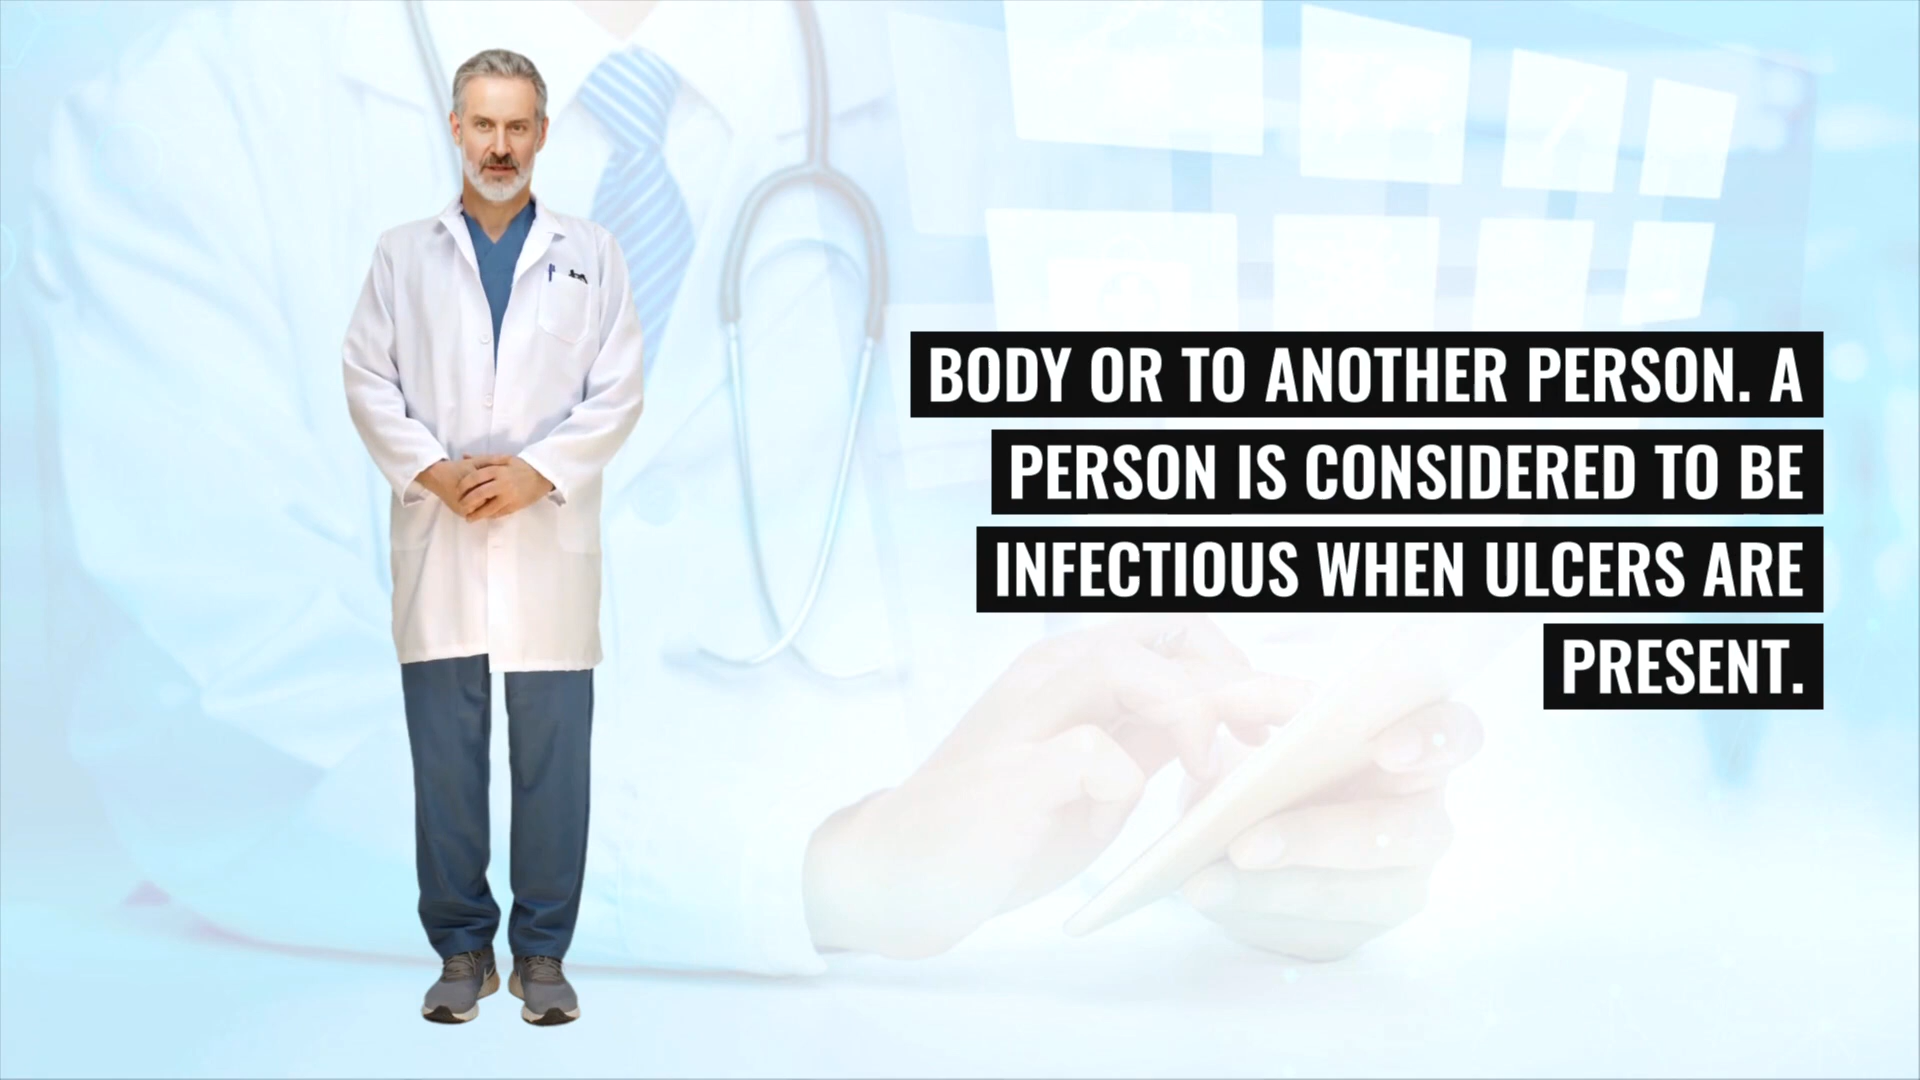 BODY OR TO ANOTHER PERSON. A
PERSON IS CONSIDERED TO BE
INFECTIOUS WHEN ULCERS ARE
PRESENT.